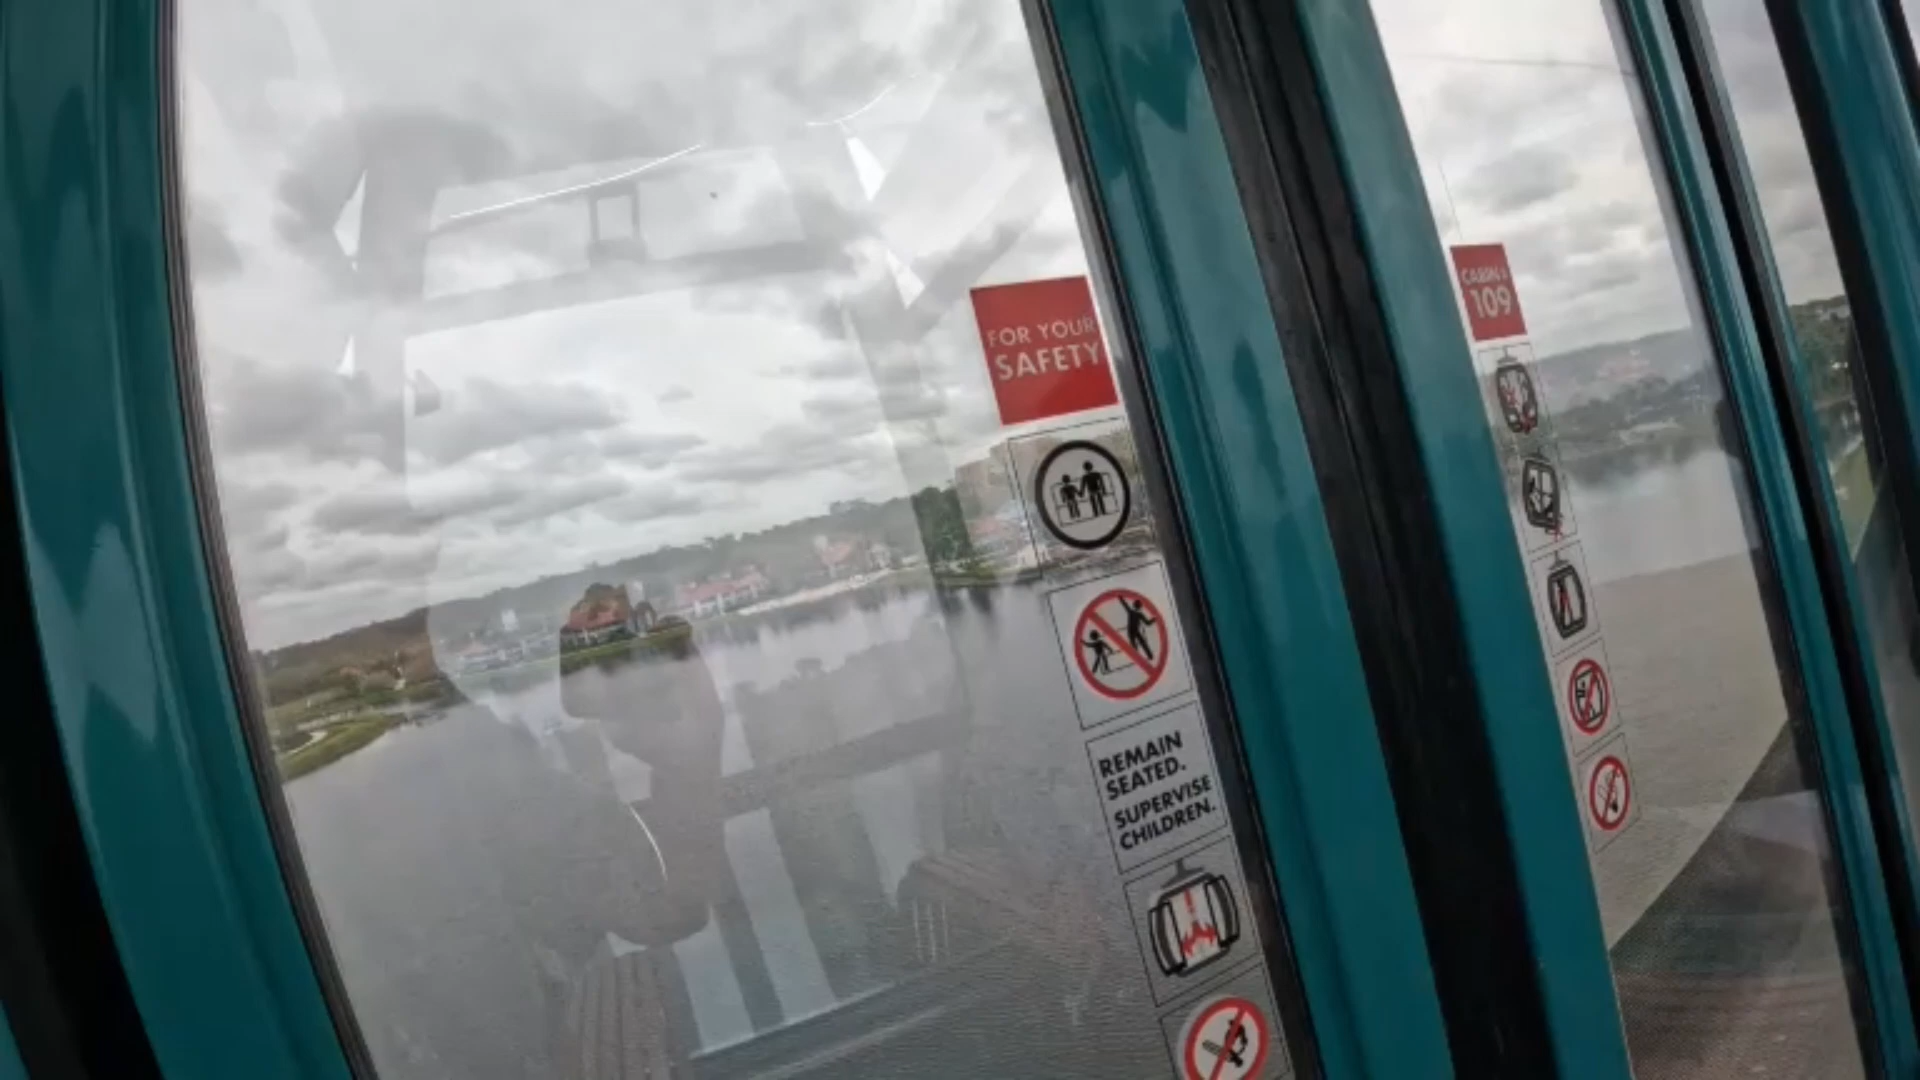 FOR YOUR
SAFETY
REMAIN
SEATED.
SUPERVISE
CHILDREN.
CABIN:
109